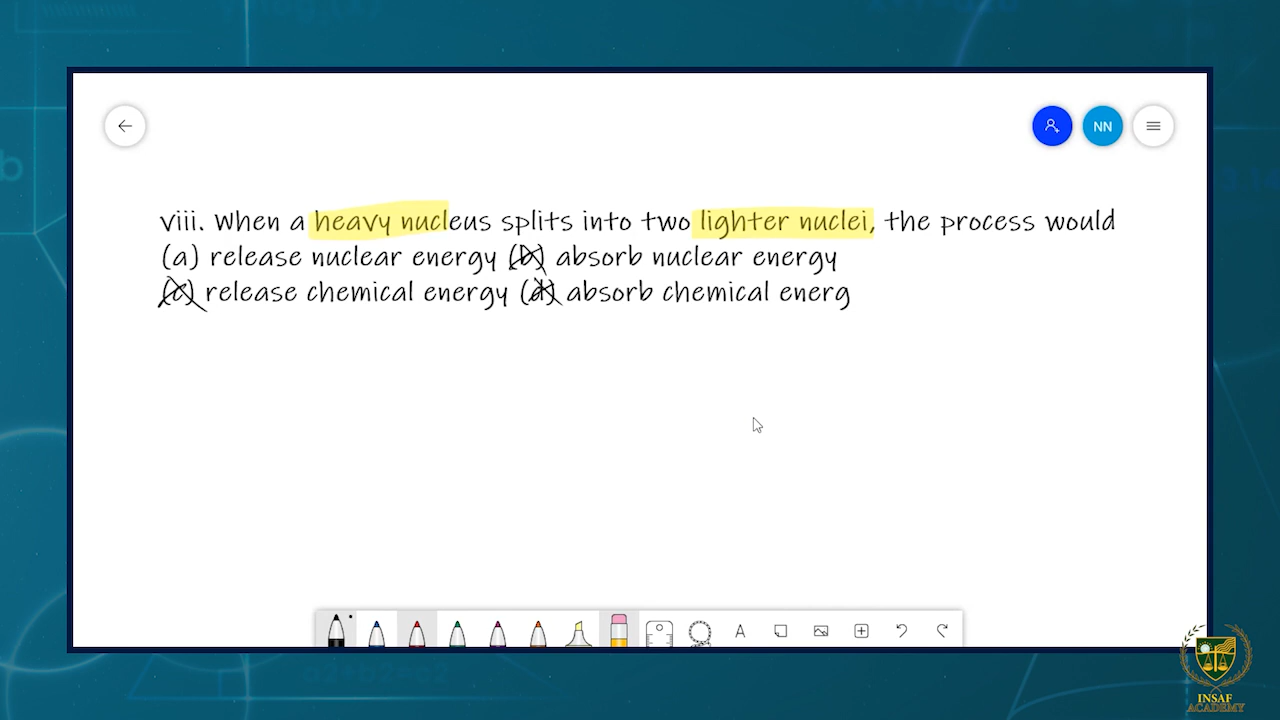 NN
viii. When a heavy nucleus splits into two lighter nuclei, the process would
(a) release nuclear energy (b) absorb nuclear energy
(c) release chemical energy (d) absorb chemical energ
A
INSAF
ACADEMY